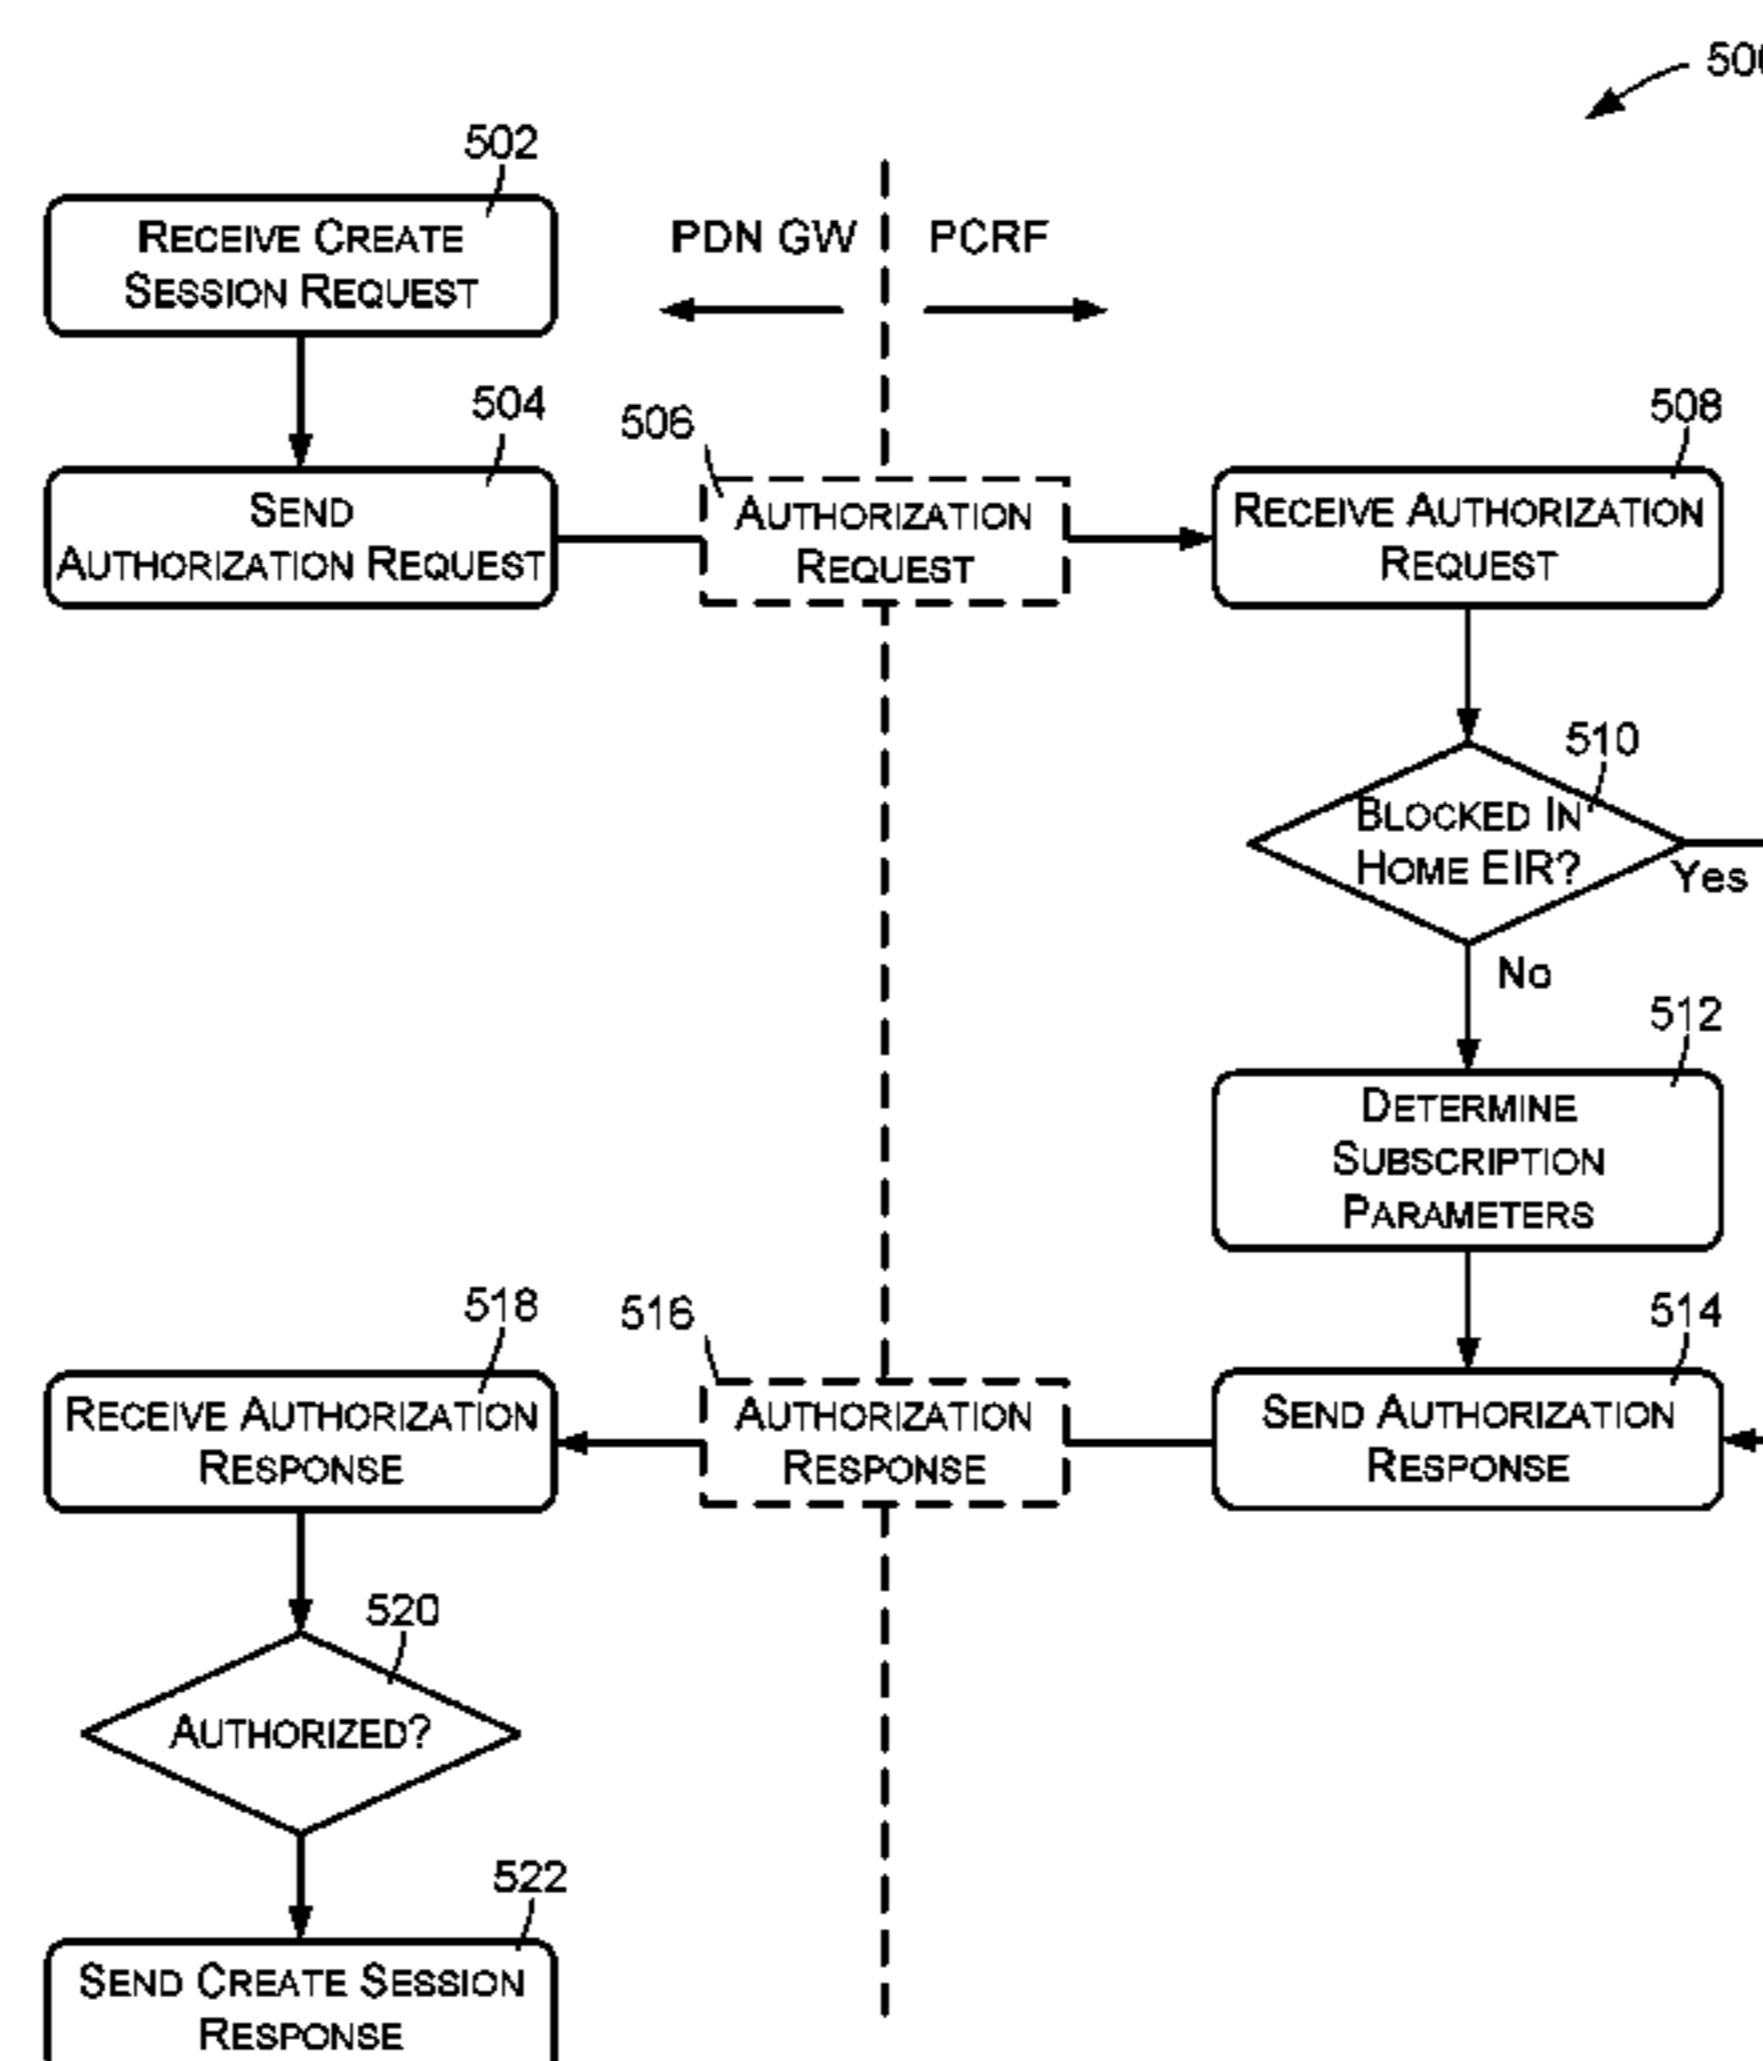 500
502
RECEIVE CREATE
SESSION REQUEST
PDN GW
PCRF
504
SEND
AUTHORIZATION REQUEST
506
AUTHORIZATION
REQUEST
508
RECEIVE AUTHORIZATION
REQUEST
510
BLOCKED IN
HOME EIR?
Yes
No
512
DETERMINE
SUBSCRIPTION
PARAMETERS
514
SEND AUTHORIZATION
RESPONSE
516
AUTHORIZATION
RESPONSE
518
RECEIVE AUTHORIZATION
RESPONSE
520
AUTHORIZED?
522
SEND CREATE SESSION
RESPONSE